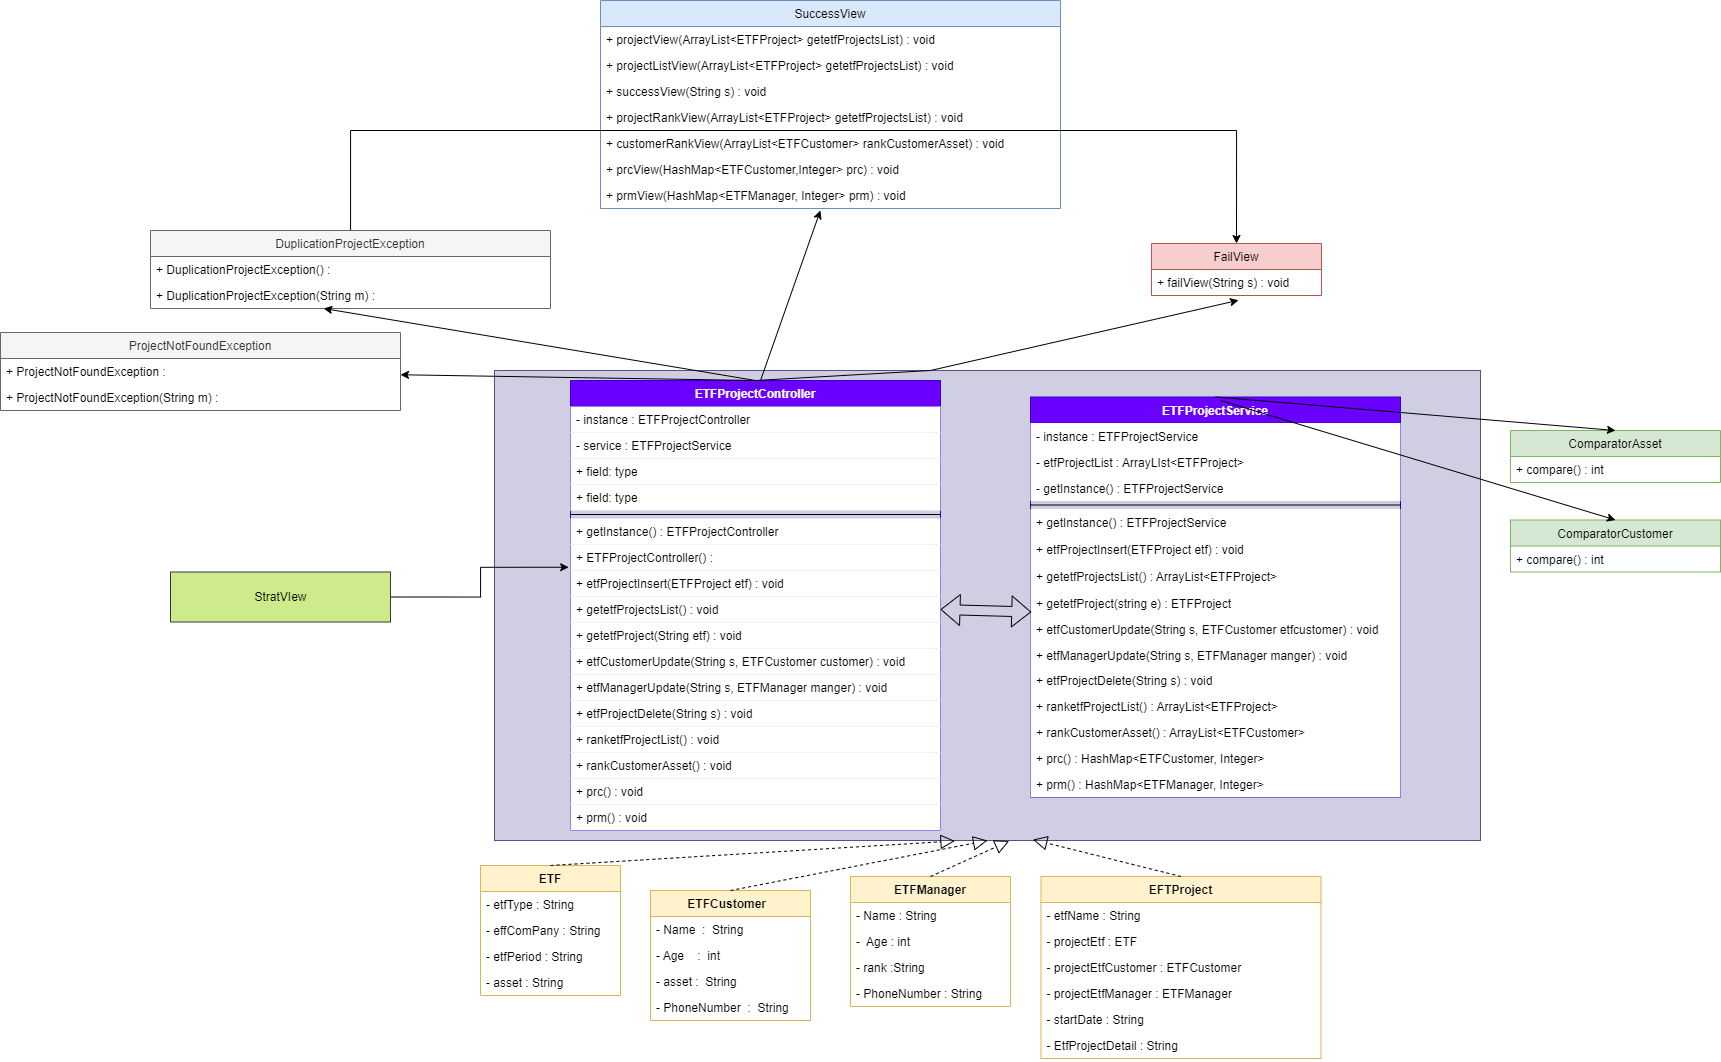 SuccessView
+ projectView(ArrayList<ETFProject> getetfProjectsList) : void
+ projectListView(ArrayList<ETFProject> getetfProjectsList) : void
+ successView(String s) : void
+ projectRankView(ArrayList<ETFProject> getetfProjectsList) : void
+ customerRankView(ArrayList<ETFCustomer> rankCustomerAsset) : void
+ prcView(HashMap<ETFCustomer,Integer> prc) : void
+ prmView(HashMap<ETFManager, Integer> prm) : void
DuplicationProjectException
+ DuplicationProjectException() :
+ DuplicationProjectException(String m) :
FailView
+ failView(String s) : void
ProjectNotFoundException
+ ProjectNotFoundException :
+ ProjectNotFoundException(String m) :
ETFProjectController
- instance : ETFProjectController
- service : ETFProjectService
+ field: type
+ field: type
+ getInstance() : ETFProjectController
+ ETFProjectController() :
+ etfProjectInsert(ETFProject etf) : void
+ getetfProjectsList() : void
+ getetfProject(String etf) : void
+ etfCustomerUpdate(String s, ETFCustomer customer) : void
+ etfManagerUpdate(String s, ETFManager manger) : void
+ etfProjectDelete(String s) : void
+ ranketfProjectList() : void
+ rankCustomerAsset() : void
+ prc() : void
+ prm() : void
ETFProjectService
- instance : ETFProjectService
- etfProjectList : ArrayLIst<ETFProject>
- getInstance() : ETFProjectService
+ getInstance() : ETFProjectService
+ etfProjectInsert(ETFProject etf) : void
+ getetfProjectsList() : ArrayList<ETFProject>
+ getetfProject(string e) : ETFProject
+ etfCustomerUpdate(String s, ETFCustomer etfcustomer) : void
+ etfManagerUpdate(String s, ETFManager manger) : void
+ etfProjectDelete(String s) : void
+ ranketfProjectList() : ArrayList<ETFProject>
+ rankCustomerAsset() : ArrayList<ETFCustomer>
+ prc() : HashMap<ETFCustomer, Integer>
+ prm() : HashMap<ETFManager, Integer>
ComparatorAsset
+ compare() : int
ComparatorCustomer
+ compare() : int
StratVIew
ETF
- etfType : String
- effComPany : String
- etfPeriod : String
- asset : String
ETFCustomer
- Name : String
- Age : int
- asset : String
- PhoneNumber : String
ETFManager
- Name : String
- Age : int
- rank :String
- PhoneNumber : String
EFTProject
- etfName : String
- projectEtf : ETF
- projectEtfCustomer : ETFCustomer
- projectEtfManager : ETFManager
- startDate : String
- EtfProjectDetail : String